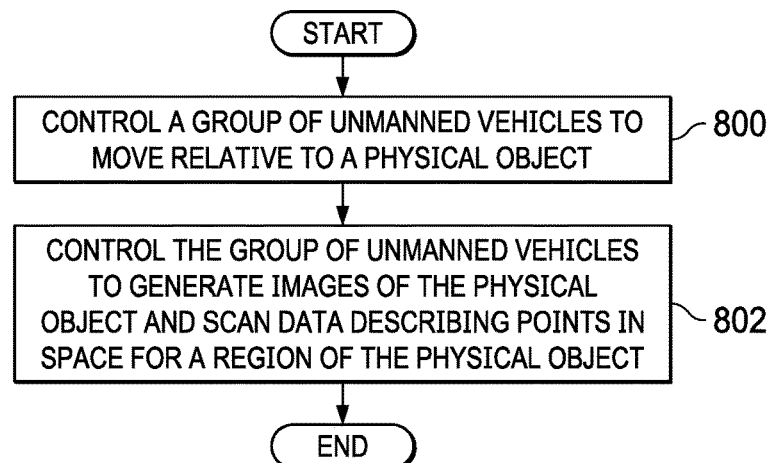 START
CONTROL A GROUP OF UNMANNED VEHICLES TO
MOVE RELATIVE TO A PHYSICAL OBJECT
800
CONTROL THE GROUP OF UNMANNED VEHICLES
TO GENERATE IMAGES OF THE PHYSICAL
OBJECT AND SCAN DATA DESCRIBING POINTS IN
SPACE FOR A REGION OF THE PHYSICAL OBJECT
802
END